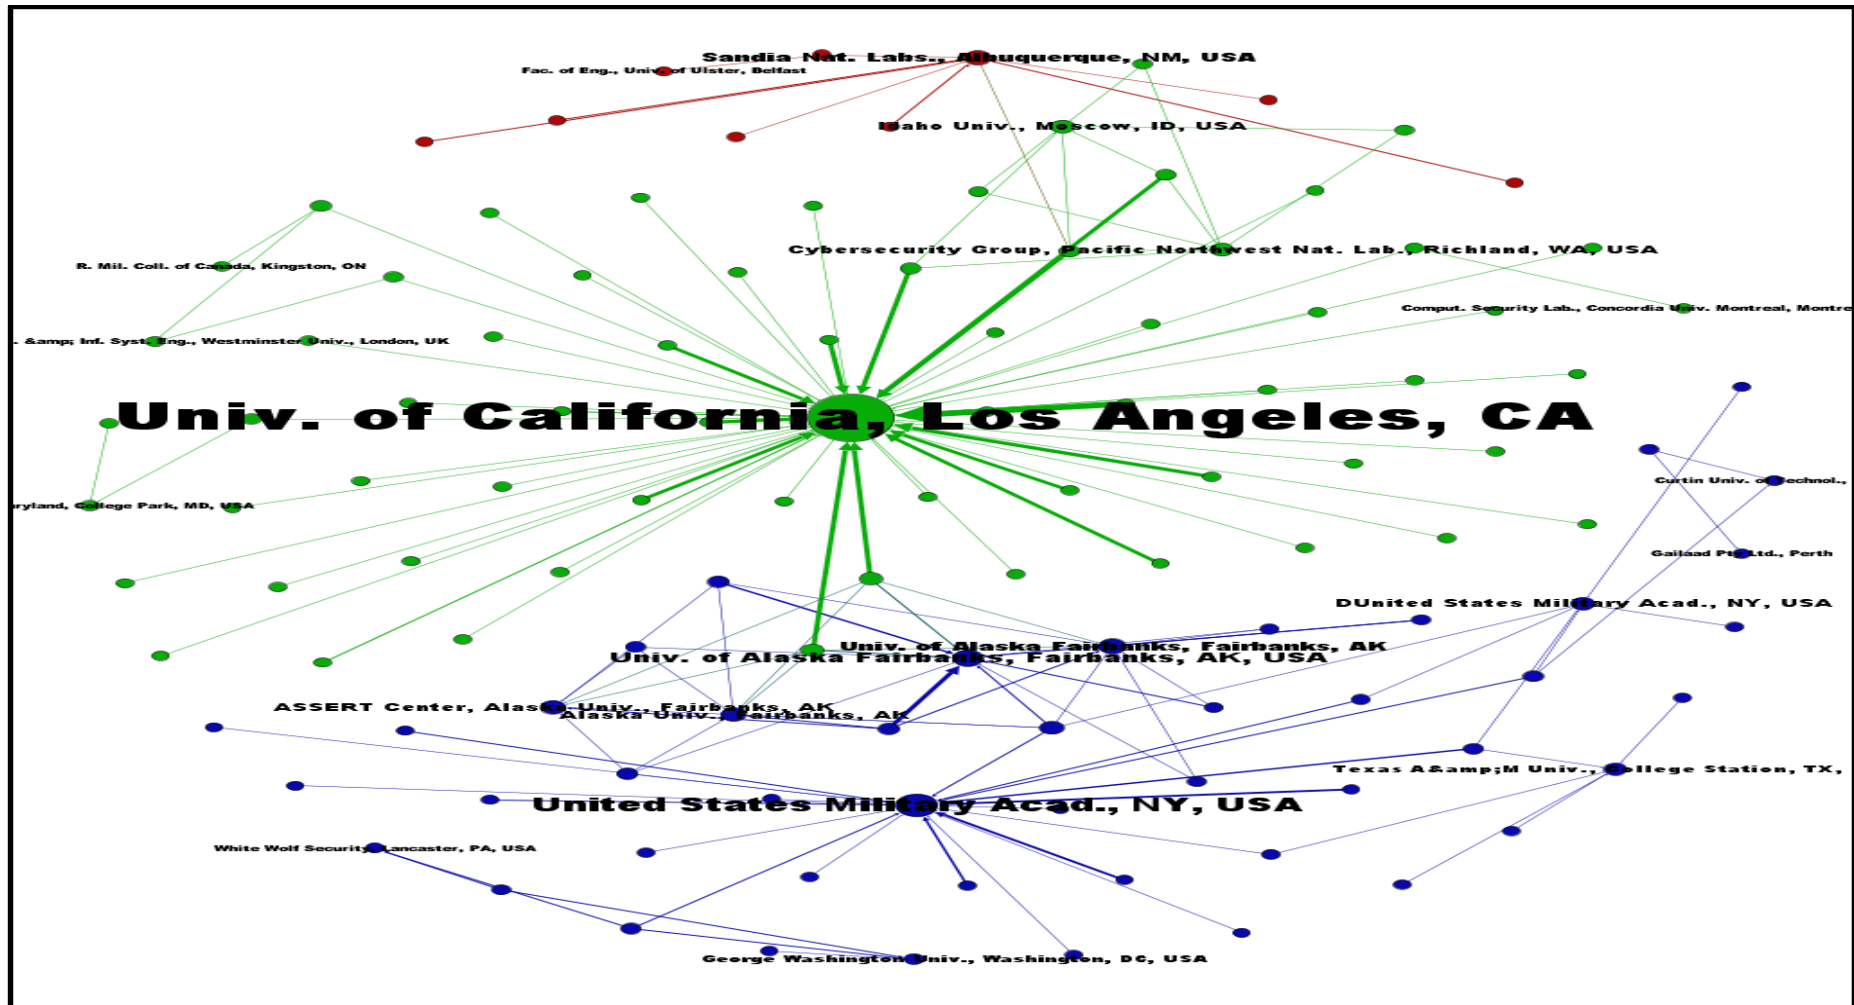 Sandia Nat. Labs., Albuquerque, NM, USA
Fac. of Eng., Univ. of Ulster, Belfast
Idaho Univ., Moscow, ID, USA
Cybersecurity Group, Pacific Northwest Nat. Lab., Richland, WA, USA
R. Mil. Coll. of Canada, Kingston, ON
Comput. Security Lab., Concordia Univ. Montreal, Montre
. &amp; Inf. Syst. Eng., Westminster Univ., London, UK
Univ. of California, Los Angeles, CA
Curtin Univ. of Technol.,
ryland, College Park, MD, USA
Gailaad Pty Ltd., Perth
DUnited States Military Acad., NY, USA
Univ. of Alaska Fairbanks, Fairbanks, AK
Univ. of Alaska Fairbanks, Fairbanks, AK, USA
ASSERT Center, Alaska Univ., Fairbanks, AK
Alaska Univ., Fairbanks, AK
Texas A&amp;M Univ., College Station, TX,
United States Military Acad., NY, USA
White Wolf Security, Lancaster, PA, USA
George Washington Univ., Washington, DC, USA